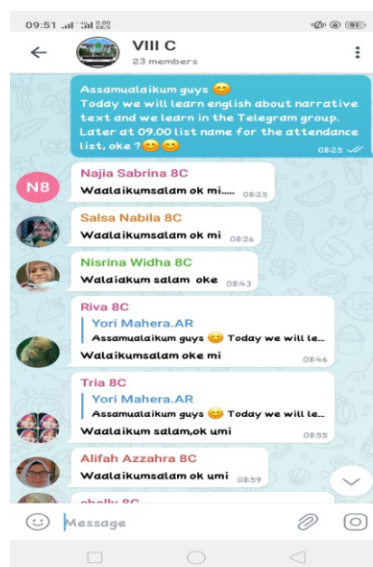 09:51
VIII C
23 members
Assamualaikum guys 😊
Today we will learn english about narrative
text and we learn in the Telegram group.
Later at 09.00 list name for the attendance
list, oke ?😊😊
08:25
N8
Najia Sabrina 8C
Waalaikumsalam ok mi..... 08:25
Salsa Nabila 8C
Waalaikumsalam ok mi 08:26
Nisrina Widha 8C
Walaiakum salam oke 08:43
Riva 8C
Yori Mahera.AR
Assamualaikum guys 😊 Today we will le...
Walaikumsalam oke mi 08:46
Tria 8C
Yori Mahera.AR
Assamualaikum guys 😊 Today we will le...
Waalaikum salam,ok umi 08:55
Alifah Azzahra 8C
Waalaikumsalam ok umi 08:59
Message